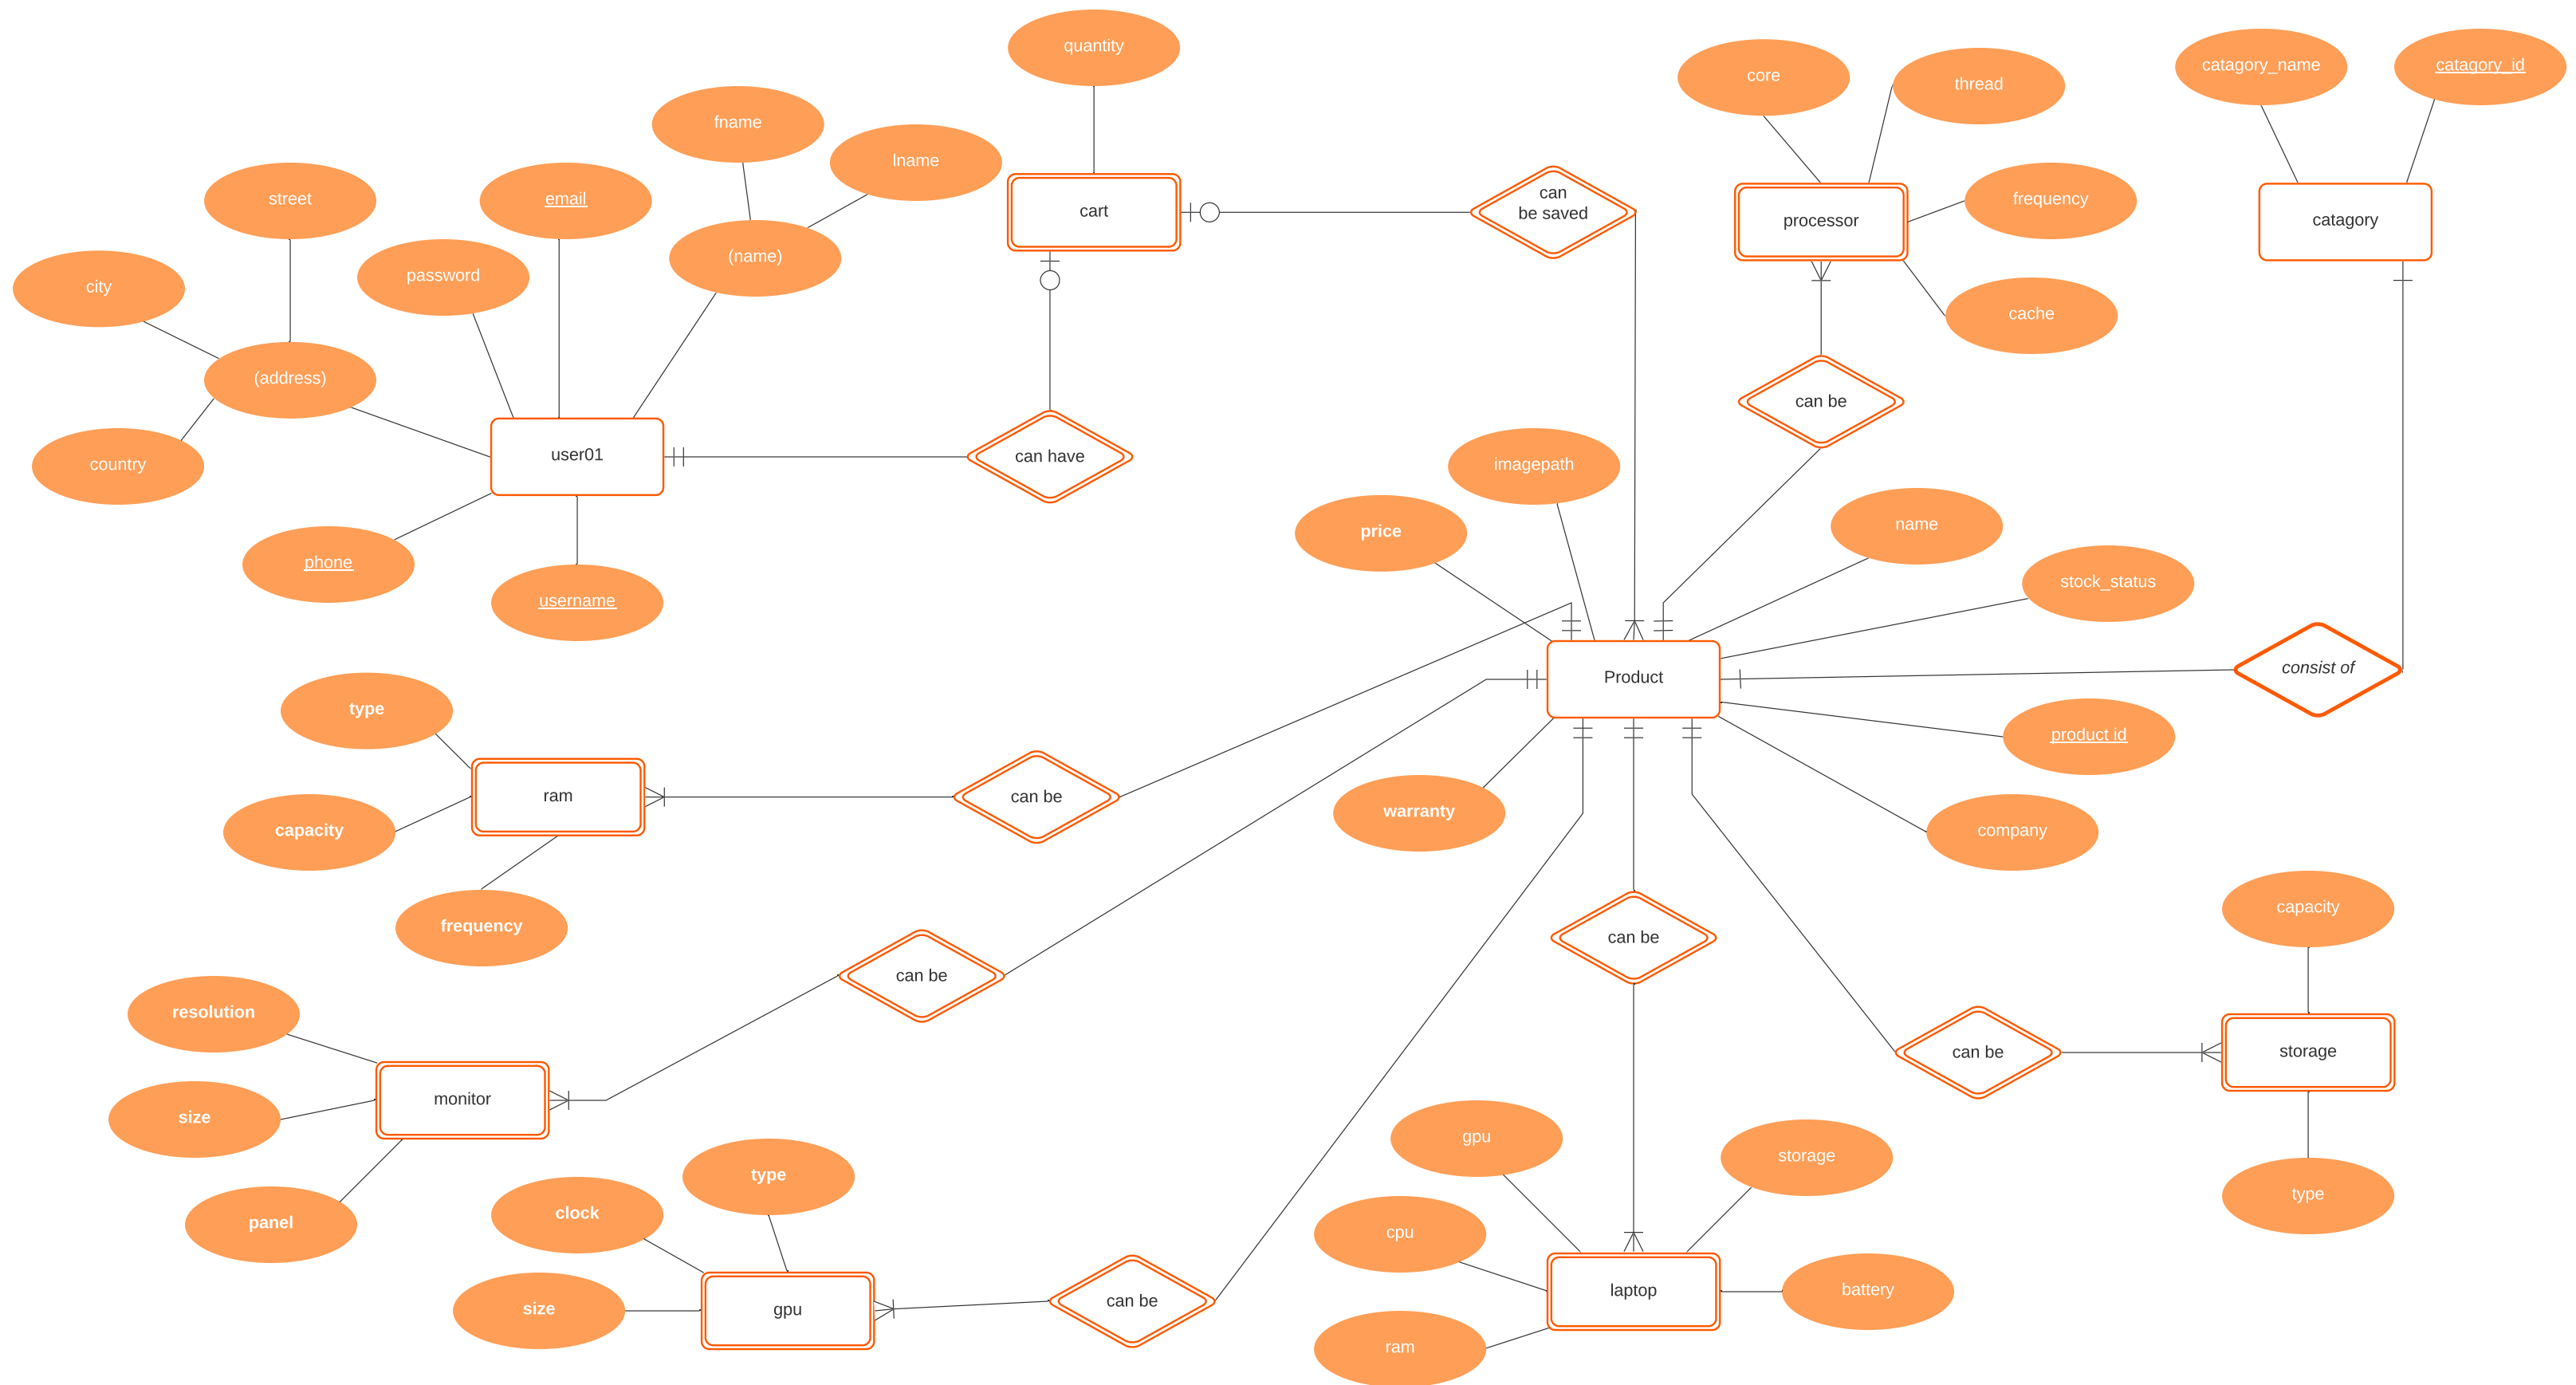 quantity
core
thread
catagory_name
catagory_id
fname
lname
street
email
cart
can
be saved
processor
frequency
catagory
city
password
(name)
cache
(address)
can be
country
user01
can have
imagepath
price
name
phone
username
stock_status
Product
consist of
type
product id
ram
can be
warranty
capacity
company
frequency
can be
can be
capacity
resolution
can be
storage
monitor
size
gpu
storage
type
clock
panel
type
cpu
battery
size
gpu
can be
laptop
ram